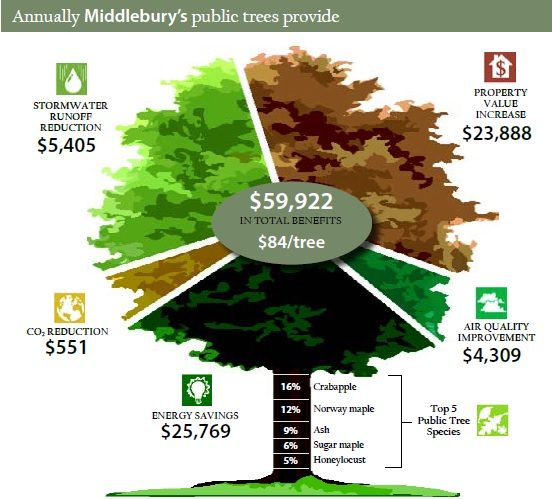 Annually Middlebury's public trees provide
STORMWATER
RUNOFF
REDUCTION
$5,405
PROPERTY
VALUE
INCREASE
$23,888
$59,922
IN TOTAL BENEFITS
$84/tree
CO₂ REDUCTION
$551
AIR QUALITY
IMPROVEMENT
$4,309
ENERGY SAVINGS
$25,769
16% Crabapple
12% Norway maple
9% Ash
6% Sugar maple
5% Honeylocust
Top 5
Public Tree
Species